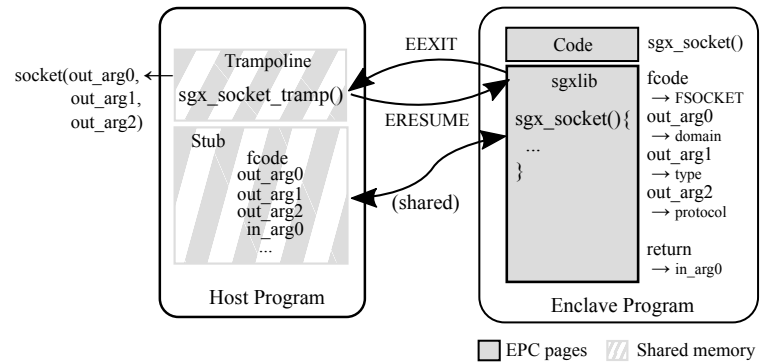 socket(out_arg0,
out_arg1,
out_arg2)
Trampoline
sgx_socket_tramp()
Stub
fcode
out_arg0
out_arg1
out_arg2
in_arg0
...
Host Program
EEXIT
ERESUME
(shared)
Code
sgxlib
sgx_socket(){
...
}
Enclave Program
sgx_socket()
fcode
→ FSOCKET
out_arg0
→ domain
out_arg1
→ type
out_arg2
→ protocol
return
→ in_arg0
EPC pages
Shared memory